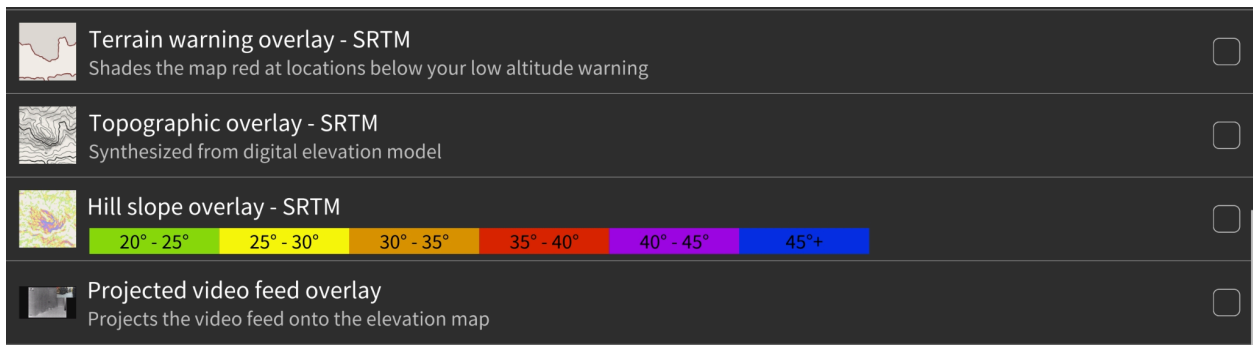 Terrain warning overlay - SRTM
Shades the map red at locations below your low altitude warning
Topographic overlay - SRTM
Synthesized from digital elevation model
Hill slope overlay - SRTM
20° - 25° 25° - 30° 30° - 35° 35° - 40° 40° - 45° 45°+
Projected video feed overlay
Projects the video feed onto the elevation map